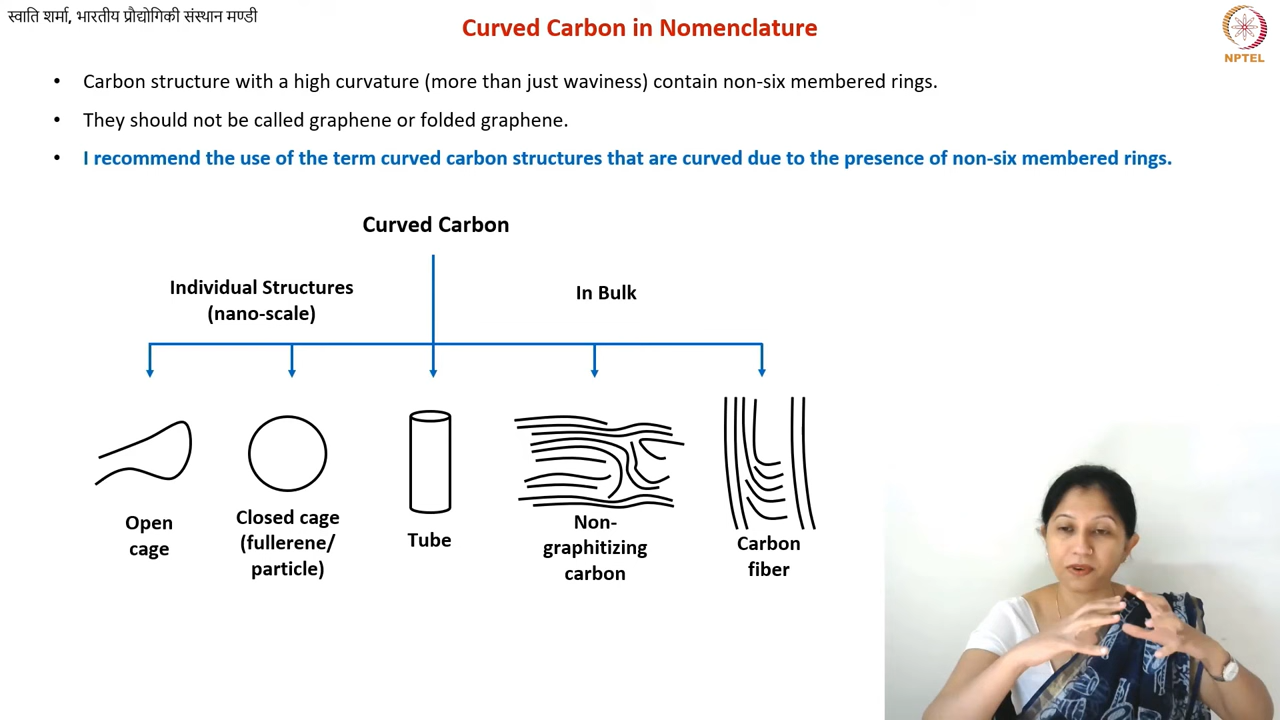 स्वाति शर्मा, भारतीय प्रौद्योगिकी संस्थान मण्डी
Curved Carbon in Nomenclature
NPTEL
• Carbon structure with a high curvature (more than just waviness) contain non-six membered rings.
• They should not be called graphene or folded graphene.
• I recommend the use of the term curved carbon structures that are curved due to the presence of non-six membered rings.
Curved Carbon
Individual Structures
(nano-scale)
In Bulk
Open
cage
Closed cage
(fullerene/
particle)
Tube
Non-
graphitizing
carbon
Carbon
fiber